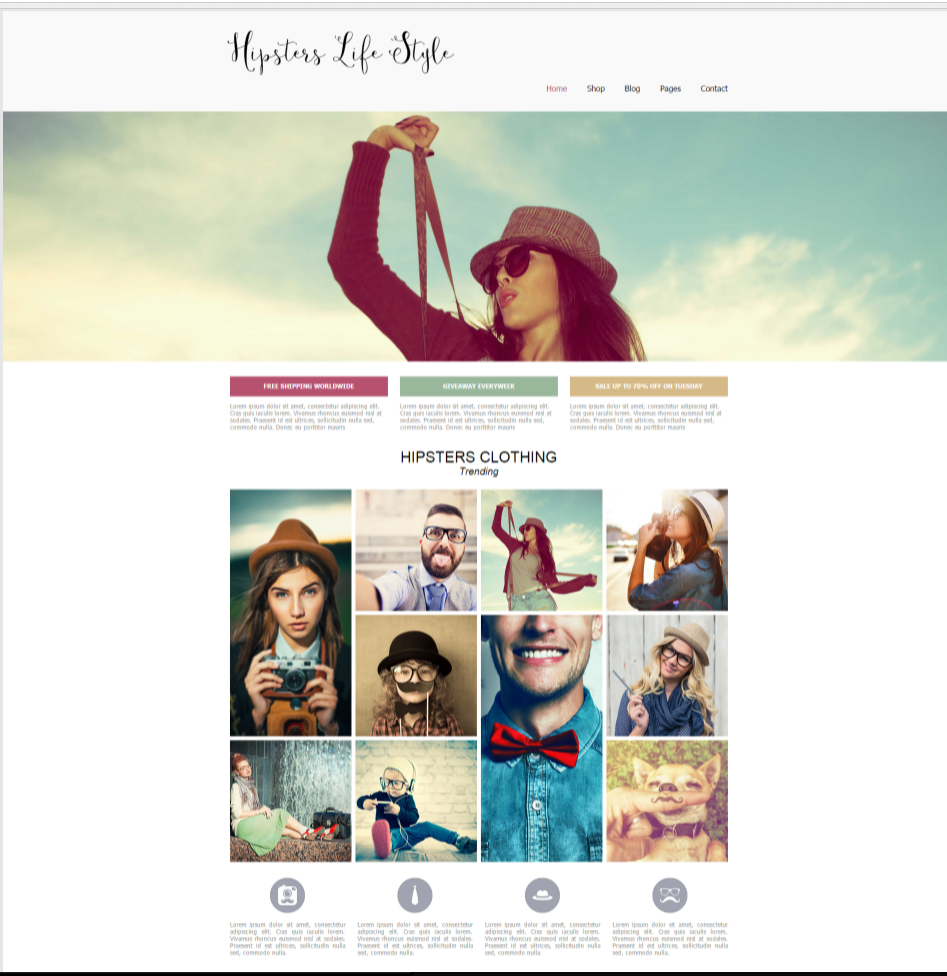 Hipsters Life Style
Home Shop Blog Pages Contact
FREE SHIPPING WORLDWIDE
Lorem ipsum dolor sit amet, consectetur adipiscing elit.
Cras quis iaculis lorem. Vivamus rhoncus euismod nisl at
sodales. Praesent id est ultrices, sollicitudin nulla sed,
commodo nulla. Donec eu porttitor mauris
GIVEAWAY EVERYWEEK
Lorem ipsum dolor sit amet, consectetur adipiscing elit.
Cras quis iaculis lorem. Vivamus rhoncus euismod nisl at
sodales. Praesent id est ultrices, sollicitudin nulla sed,
commodo nulla. Donec eu porttitor mauris
SALE UP TO 70% OFF ON TUESDAY
Lorem ipsum dolor sit amet, consectetur adipiscing elit.
Cras quis iaculis lorem. Vivamus rhoncus euismod nisl at
sodales. Praesent id est ultrices, sollicitudin nulla sed,
commodo nulla. Donec eu porttitor mauris
HIPSTERS CLOTHING
Trending
Lorem ipsum dolor sit amet, consectetur
adipiscing elit. Cras quis iaculis lorem.
Vivamus rhoncus euismod nisl at sodales.
Praesent id est ultrices, sollicitudin nulla
sed, commodo nulla.
Lorem ipsum dolor sit amet, consectetur
adipiscing elit. Cras quis iaculis lorem.
Vivamus rhoncus euismod nisl at sodales.
Praesent id est ultrices, sollicitudin nulla
sed, commodo nulla.
Lorem ipsum dolor sit amet, consectetur
adipiscing elit. Cras quis iaculis lorem.
Vivamus rhoncus euismod nisl at sodales.
Praesent id est ultrices, sollicitudin nulla
sed, commodo nulla.
Lorem ipsum dolor sit amet, consectetur
adipiscing elit. Cras quis iaculis lorem.
Vivamus rhoncus euismod nisl at sodales.
Praesent id est ultrices, sollicitudin nulla
sed, commodo nulla.